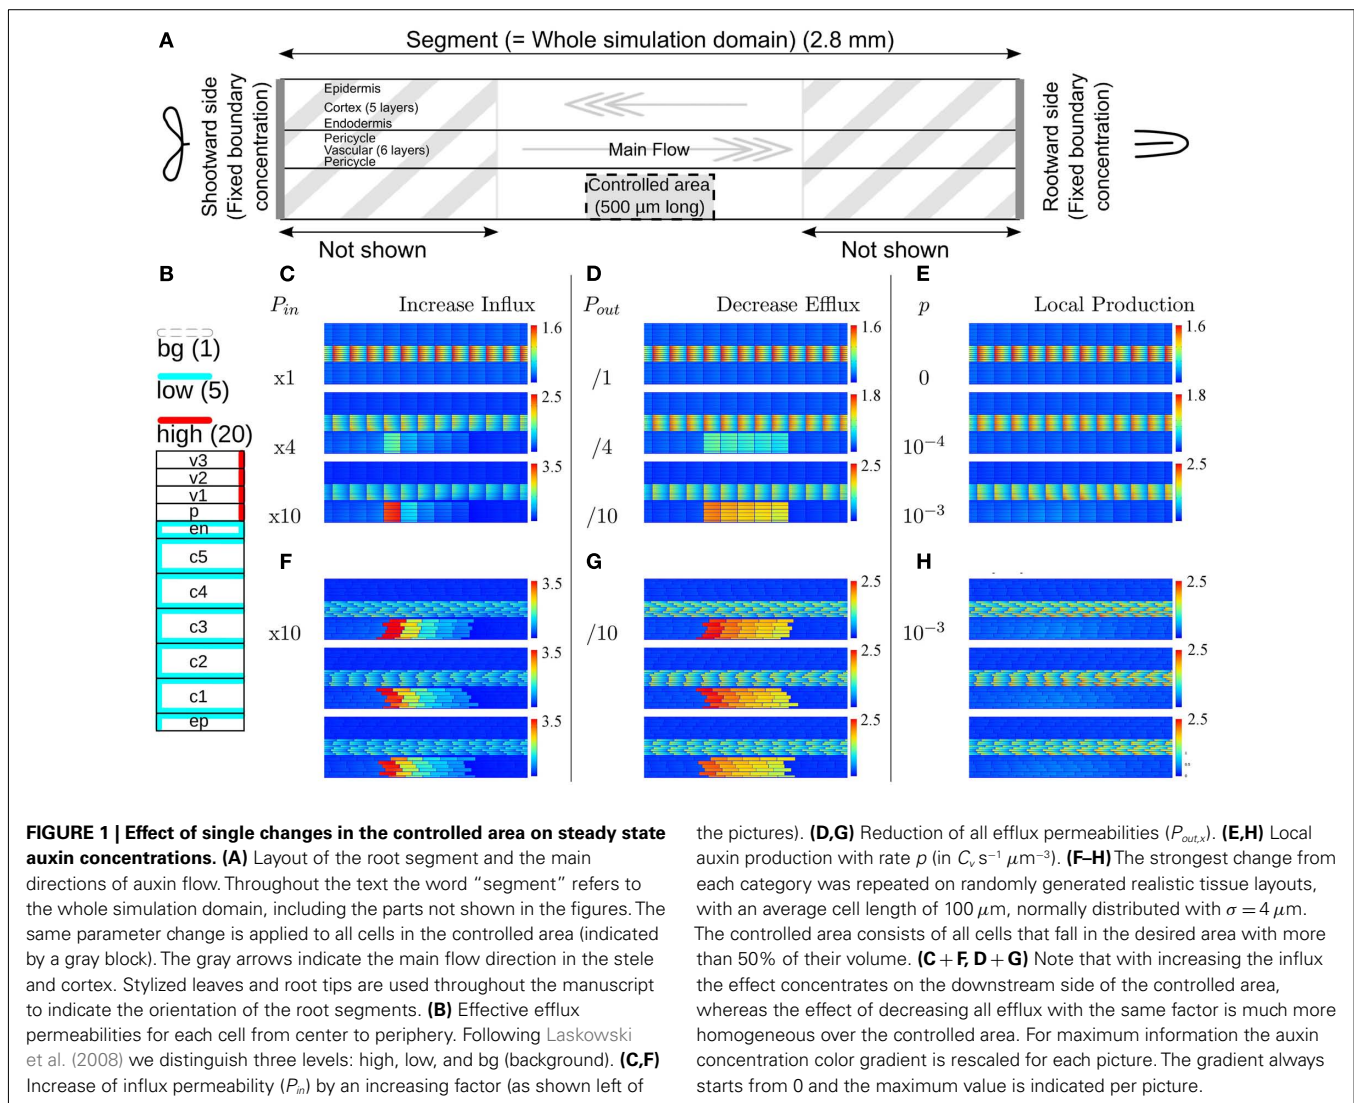 A
Segment (= Whole simulation domain) (2.8 mm)
Shootward side
(Fixed boundary
concentration)
Epidermis
Cortex (5 layers)
Endodermis
Pericycle
Vascular (6 layers)
Pericycle
Main Flow
Controlled area
(500 µm long)
Rootward side
(Fixed boundary
concentration)
Not shown
Not shown
B
bg (1)
low (5)
high (20)
v3
v2
v1
p
en
c5
c4
c3
c2
c1
ep
C
P_in
Increase Influx
x1
1.6
x4
2.5
x10
3.5
D
P_out
Decrease Efflux
/1
1.6
/4
1.8
/10
2.5
E
p
Local Production
0
1.6
10⁻⁴
1.8
10⁻³
2.5
F
x10
3.5
3.5
3.5
G
/10
2.5
2.5
2.5
H
10⁻³
2.5
2.5
2.5
FIGURE 1 | Effect of single changes in the controlled area on steady state
auxin concentrations. (A) Layout of the root segment and the main
directions of auxin flow. Throughout the text the word “segment” refers to
the whole simulation domain, including the parts not shown in the figures. The
same parameter change is applied to all cells in the controlled area (indicated
by a gray block). The gray arrows indicate the main flow direction in the stele
and cortex. Stylized leaves and root tips are used throughout the manuscript
to indicate the orientation of the root segments. (B) Effective efflux
permeabilities for each cell from center to periphery. Following Laskowski
et al. (2008) we distinguish three levels: high, low, and bg (background). (C,F)
Increase of influx permeability (P_in) by an increasing factor (as shown left of
the pictures). (D,G) Reduction of all efflux permeabilities (P_out,x). (E,H) Local
auxin production with rate p (in C_v s⁻¹ µm⁻³). (F–H) The strongest change from
each category was repeated on randomly generated realistic tissue layouts,
with an average cell length of 100 µm, normally distributed with σ = 4 µm.
The controlled area consists of all cells that fall in the desired area with more
than 50% of their volume. (C + F, D + G) Note that with increasing the influx
the effect concentrates on the downstream side of the controlled area,
whereas the effect of decreasing all efflux with the same factor is much more
homogeneous over the controlled area. For maximum information the auxin
concentration color gradient is rescaled for each picture. The gradient always
starts from 0 and the maximum value is indicated per picture.